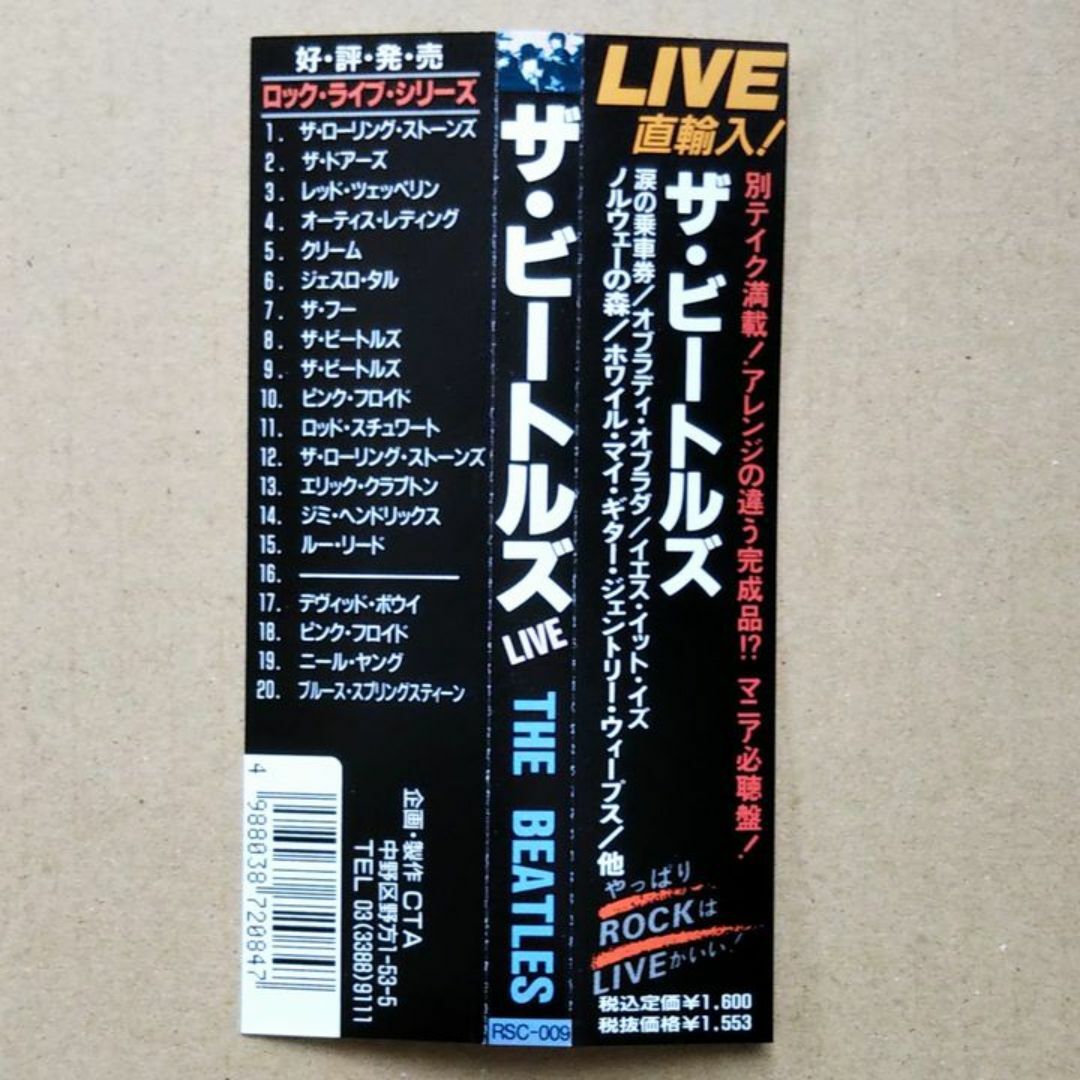 好・評・発・売
ロック・ライブ・シリーズ
1. ザ・ローリング・ストーンズ
2. ザ・ドアーズ
3. レッド・ツェッペリン
4. オーティス・レディング
5. クリーム
6. ジェスロ・タル
7. ザ・フー
8. ザ・ビートルズ
9. ザ・ビートルズ
10. ピンク・フロイド
11. ロッド・スチュワート
12. ザ・ローリング・ストーンズ
13. エリック・クラプトン
14. ジミ・ヘンドリックス
15. ルー・リード
16. ―――――
17. デヴィッド・ボウイ
18. ピンク・フロイド
19. ニール・ヤング
20. ブルース・スプリングスティーン
企画・製作 CTA
中野区野方1-53-5
TEL 03(3388)9111
4 988038 720847
ザ・ビートルズ
LIVE
THE BEATLES
RSC-009
LIVE
直輸入!
別テイク満載!アレンジの違う完成品!? マニア必聴盤!
ザ・ビートルズ
涙の乗車券/オブラディ・オブラダ/イエス・イット・イズ
ノルウェーの森/ホワイル・マイ・ギター・ジェントリー・ウィープス/他
やっぱり
ROCKは
LIVEがいい!
税込定価¥1.600
税抜価格¥1.553